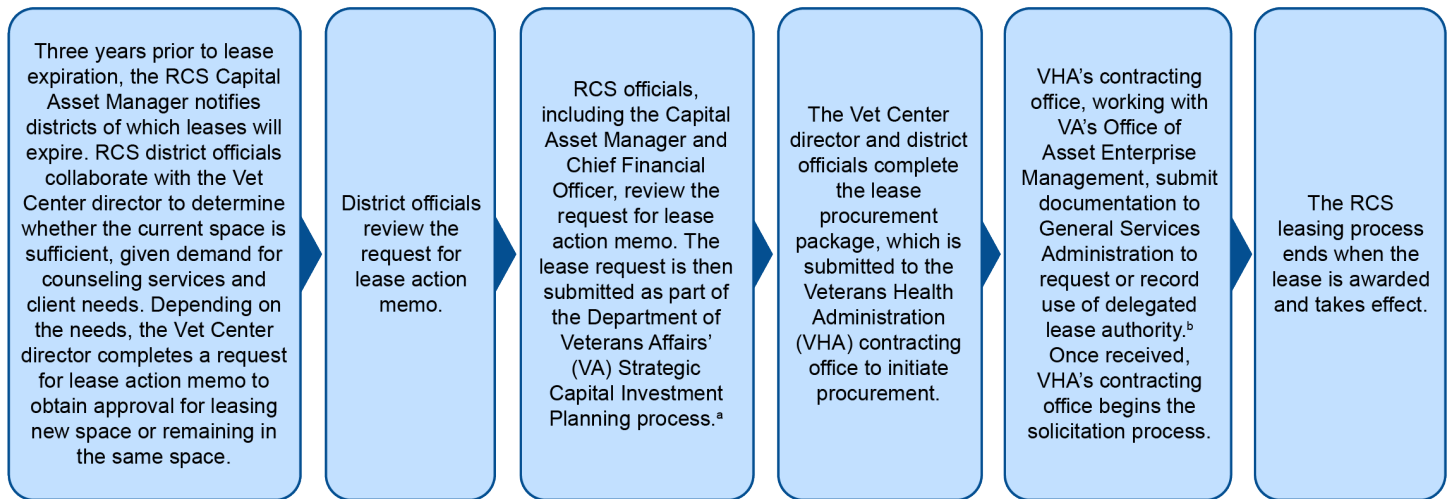 Three years prior to lease
expiration, the RCS Capital
Asset Manager notifies
districts of which leases will
expire. RCS district officials
collaborate with the Vet
Center director to determine
whether the current space is
sufficient, given demand for
counseling services and
client needs. Depending on
the needs, the Vet Center
director completes a request
for lease action memo to
obtain approval for leasing
new space or remaining in
the same space.
District officials
review the
request for
lease action
memo.
RCS officials,
including the Capital
Asset Manager and
Chief Financial
Officer, review the
request for lease
action memo. The
lease request is then
submitted as part of
the Department of
Veterans Affairs’
(VA) Strategic
Capital Investment
Planning process.ᵃ
The Vet Center
director and district
officials complete
the lease
procurement
package, which is
submitted to the
Veterans Health
Administration
(VHA) contracting
office to initiate
procurement.
VHA’s contracting
office, working with
VA’s Office of
Asset Enterprise
Management, submit
documentation to
General Services
Administration to
request or record
use of delegated
lease authority.ᵇ
Once received,
VHA’s contracting
office begins the
solicitation process.
The RCS
leasing process
ends when the
lease is awarded
and takes effect.